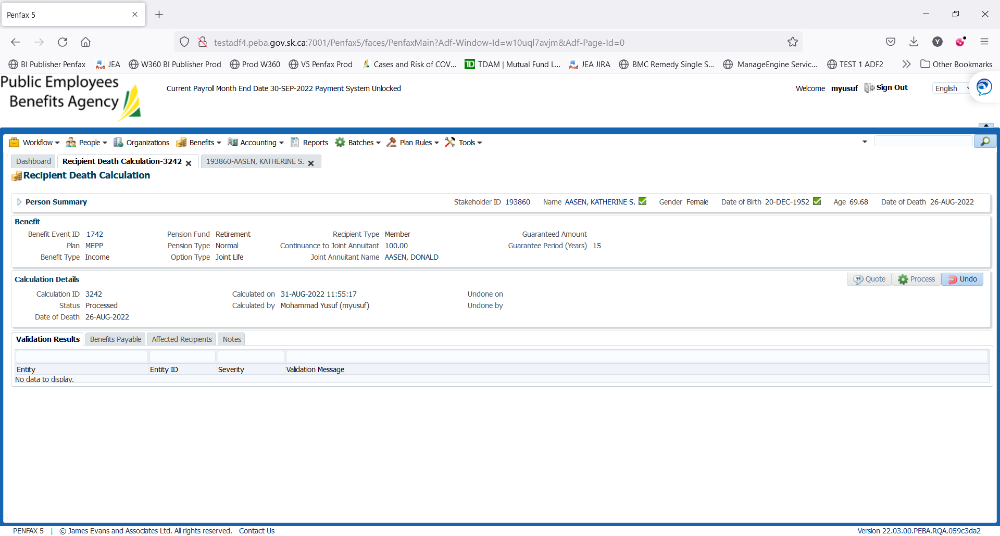 Penfax 5
testadf4.peba.gov.sk.ca:7001/Penfax5/faces/PenfaxMain?Adf-Window-Id=w10uql7avjm&Adf-Page-Id=0
Y
BI Publisher Penfax JEA W360 BI Publisher Prod Prod W360 V5 Penfax Prod Cases and Risk of COV... TD TDAM | Mutual Fund L... JEA JIRA BMC Remedy Single S... ManageEngine Servic... TEST 1 ADF2 Other Bookmarks
Public Employees
Benefits Agency
Current Payroll Month End Date 30-SEP-2022 Payment System Unlocked
Welcome myusuf Sign Out English
Workflow People Organizations Benefits Accounting Reports Batches Plan Rules Tools
Dashboard Recipient Death Calculation-3242 193860-AASEN, KATHERINE S.
Recipient Death Calculation
Person Summary Stakeholder ID 193860 Name AASEN, KATHERINE S. Gender Female Date of Birth 20-DEC-1952 Age 69.68 Date of Death 26-AUG-2022
Benefit
Benefit Event ID 1742 Pension Fund Retirement Recipient Type Member Guaranteed Amount
Plan MEPP Pension Type Normal Continuance to Joint Annuitant 100.00 Guarantee Period (Years) 15
Benefit Type Income Option Type Joint Life Joint Annuitant Name AASEN, DONALD
Calculation Details Quote Process Undo
Calculation ID 3242 Calculated on 31-AUG-2022 11:55:17 Undone on
Status Processed Calculated by Mohammad Yusuf (myusuf) Undone by
Date of Death 26-AUG-2022
Validation Results Benefits Payable Affected Recipients Notes
Entity Entity ID Severity Validation Message
No data to display.
PENFAX 5 | © James Evans and Associates Ltd. All rights reserved. Contact Us Version 22.03.00.PEBA.RQA.059c3da2